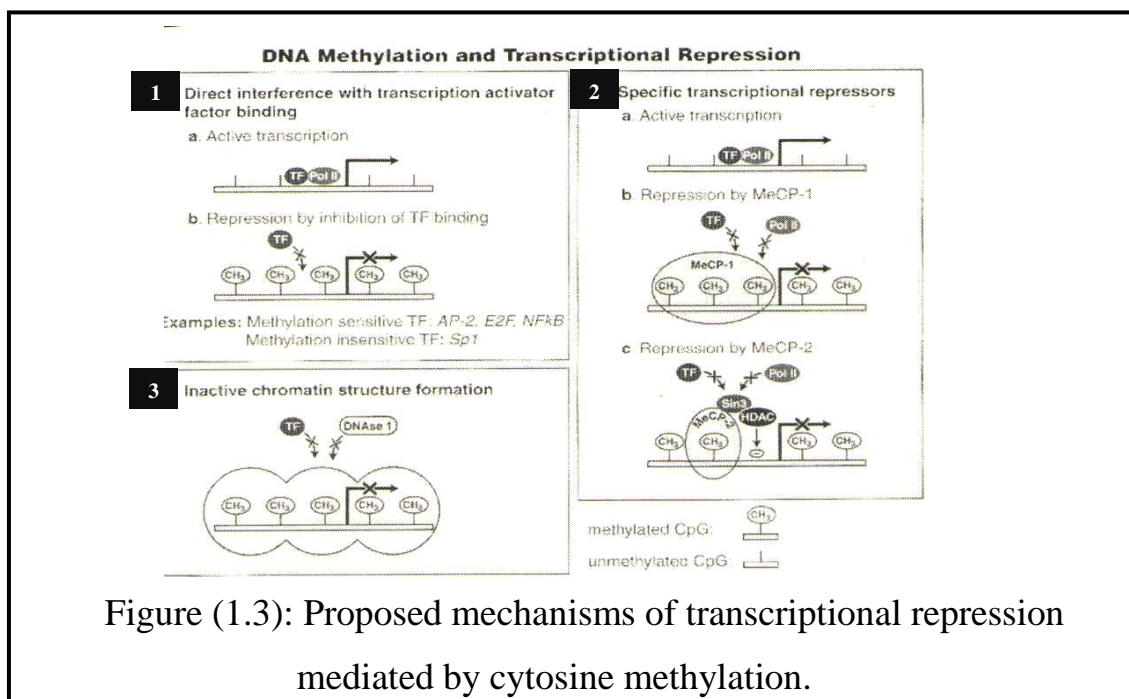 DNA Methylation and Transcriptional Repression
1 Direct interference with transcription activator
factor binding
a. Active transcription
TF Pol II
b. Repression by inhibition of TF binding
TF
CH3 CH3 CH3 CH3 CH3
Examples: Methylation sensitive TF: AP-2, E2F, NFkB
Methylation insensitive TF: Sp1
2 Specific transcriptional repressors
a. Active transcription
TF Pol II
b. Repression by MeCP-1
TF Pol II
MeCP-1
CH3 CH3 CH3 CH3 CH3
c. Repression by MeCP-2
TF Pol II
Sin3
MeCP-2 HDAC
CH3 CH3 CH3 CH3
−
3 Inactive chromatin structure formation
TF DNAse 1
CH3 CH3 CH3 CH3 CH3
CH3
methylated CpG:
unmethylated CpG:
Figure (1.3): Proposed mechanisms of transcriptional repression
mediated by cytosine methylation.